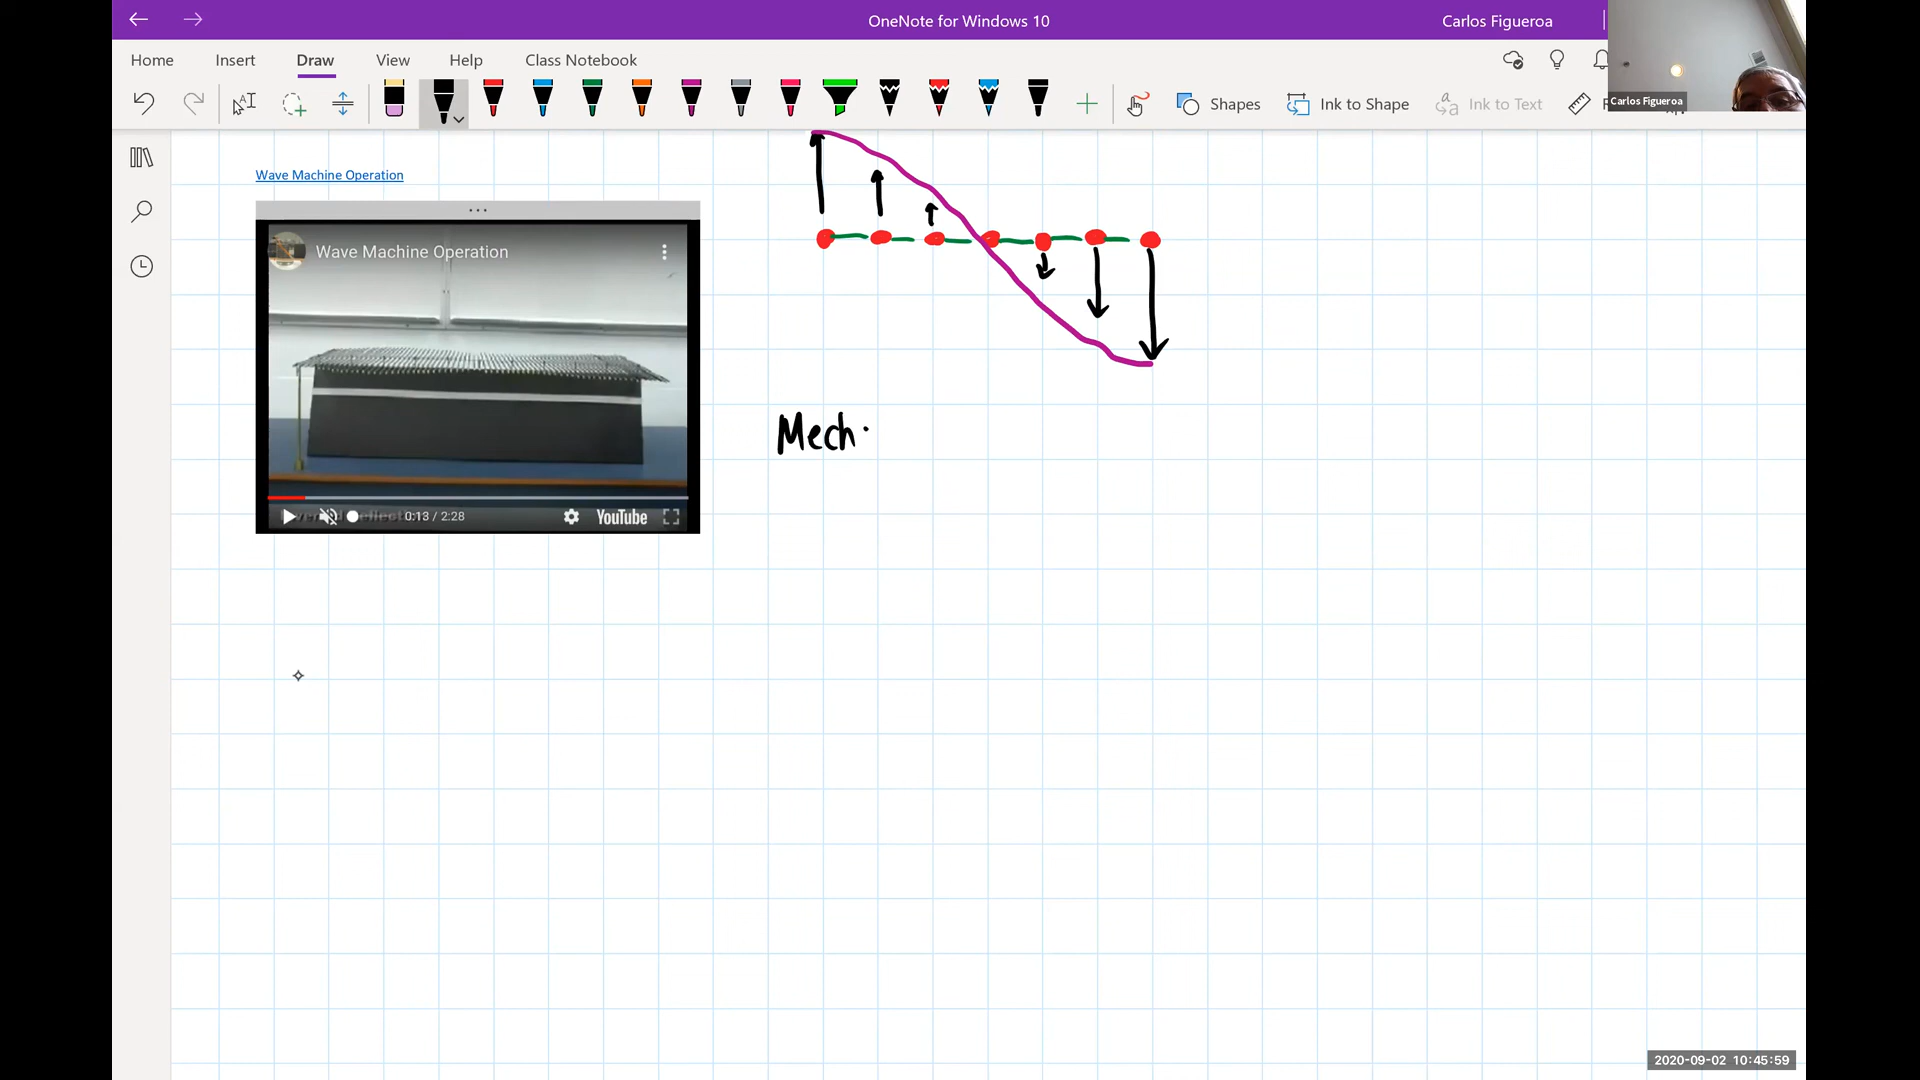 OneNote for Windows 10
Carlos Figueroa
Home Insert Draw View Help Class Notebook
Shapes Ink to Shape Ink to Text
Carlos Figueroa
Wave Machine Operation
Wave Machine Operation
0:13 / 2:28 YouTube
Mech
2020-09-02 10:45:59